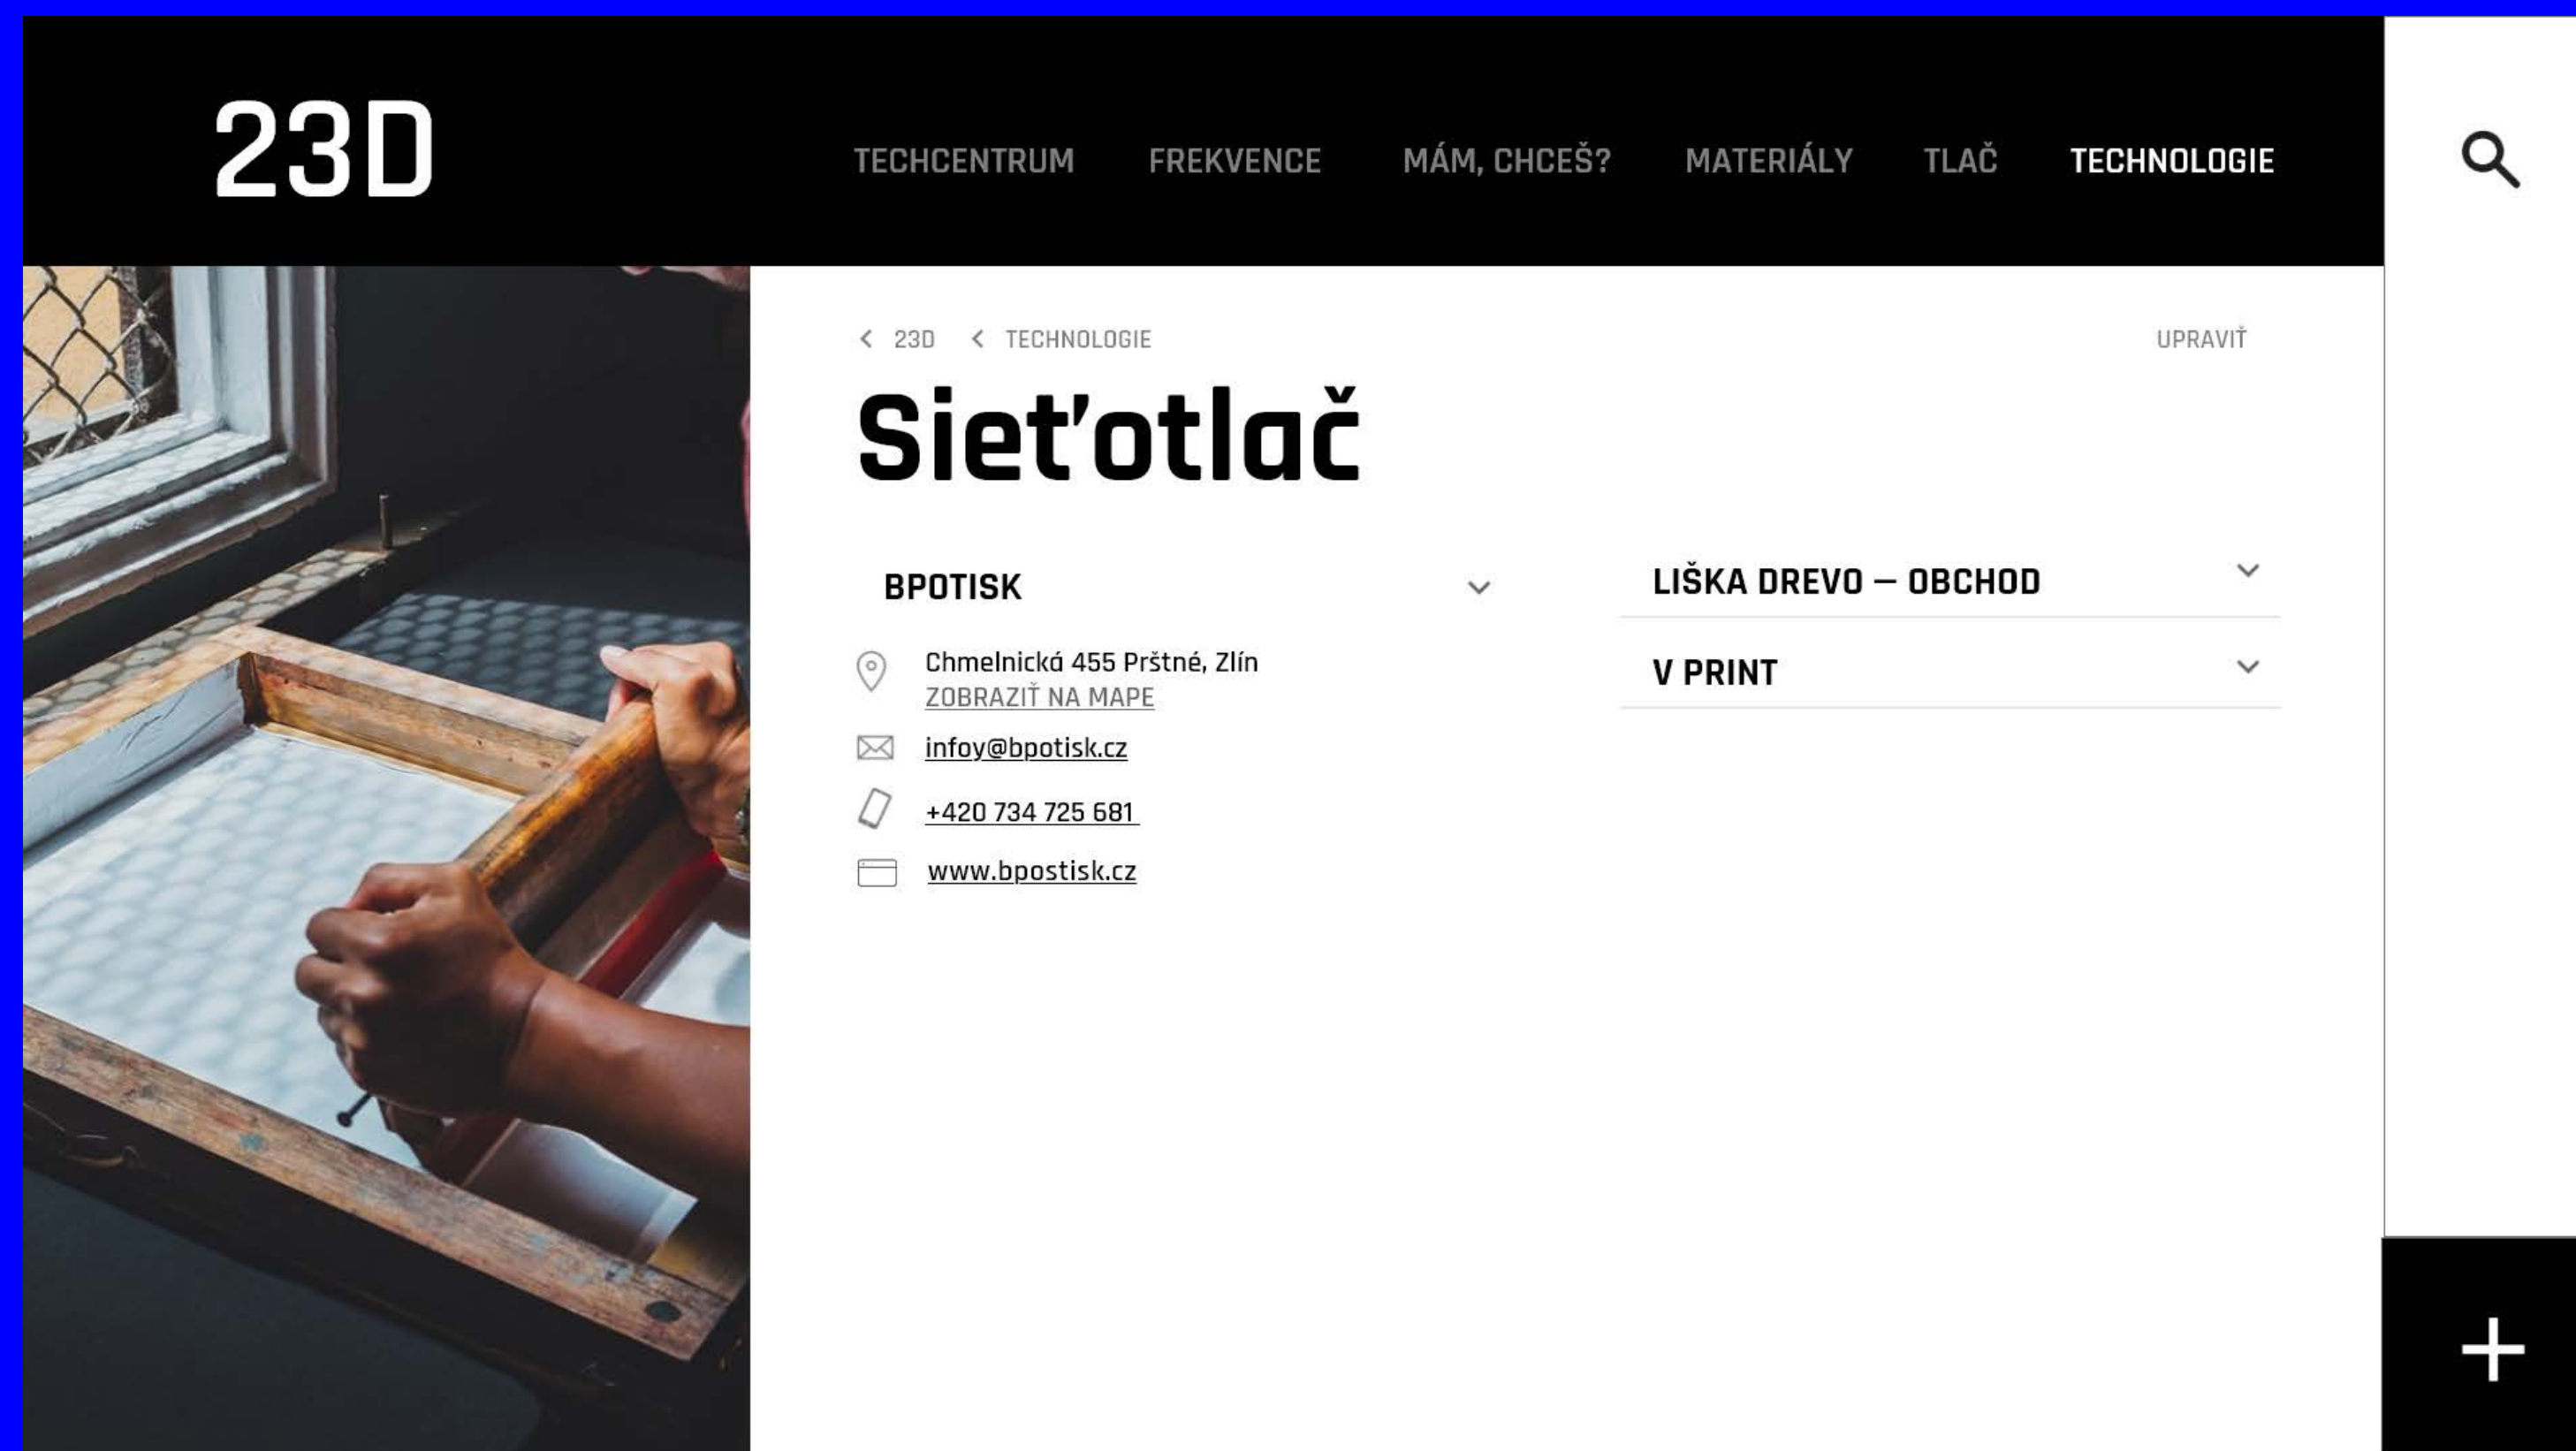 23D
TECHCENTRUM FREKVENCE MÁM, CHCEŠ? MATERIÁLY TLAČ TECHNOLOGIE
23D TECHNOLOGIE UPRAVIŤ
Sieťotlač
BPOTISK
Chmelnická 455 Prštné, Zlín
ZOBRAZIŤ NA MAPE
infoy@bpotisk.cz
+420 734 725 681
www.bpostisk.cz
LIŠKA DREVO – OBCHOD
V PRINT